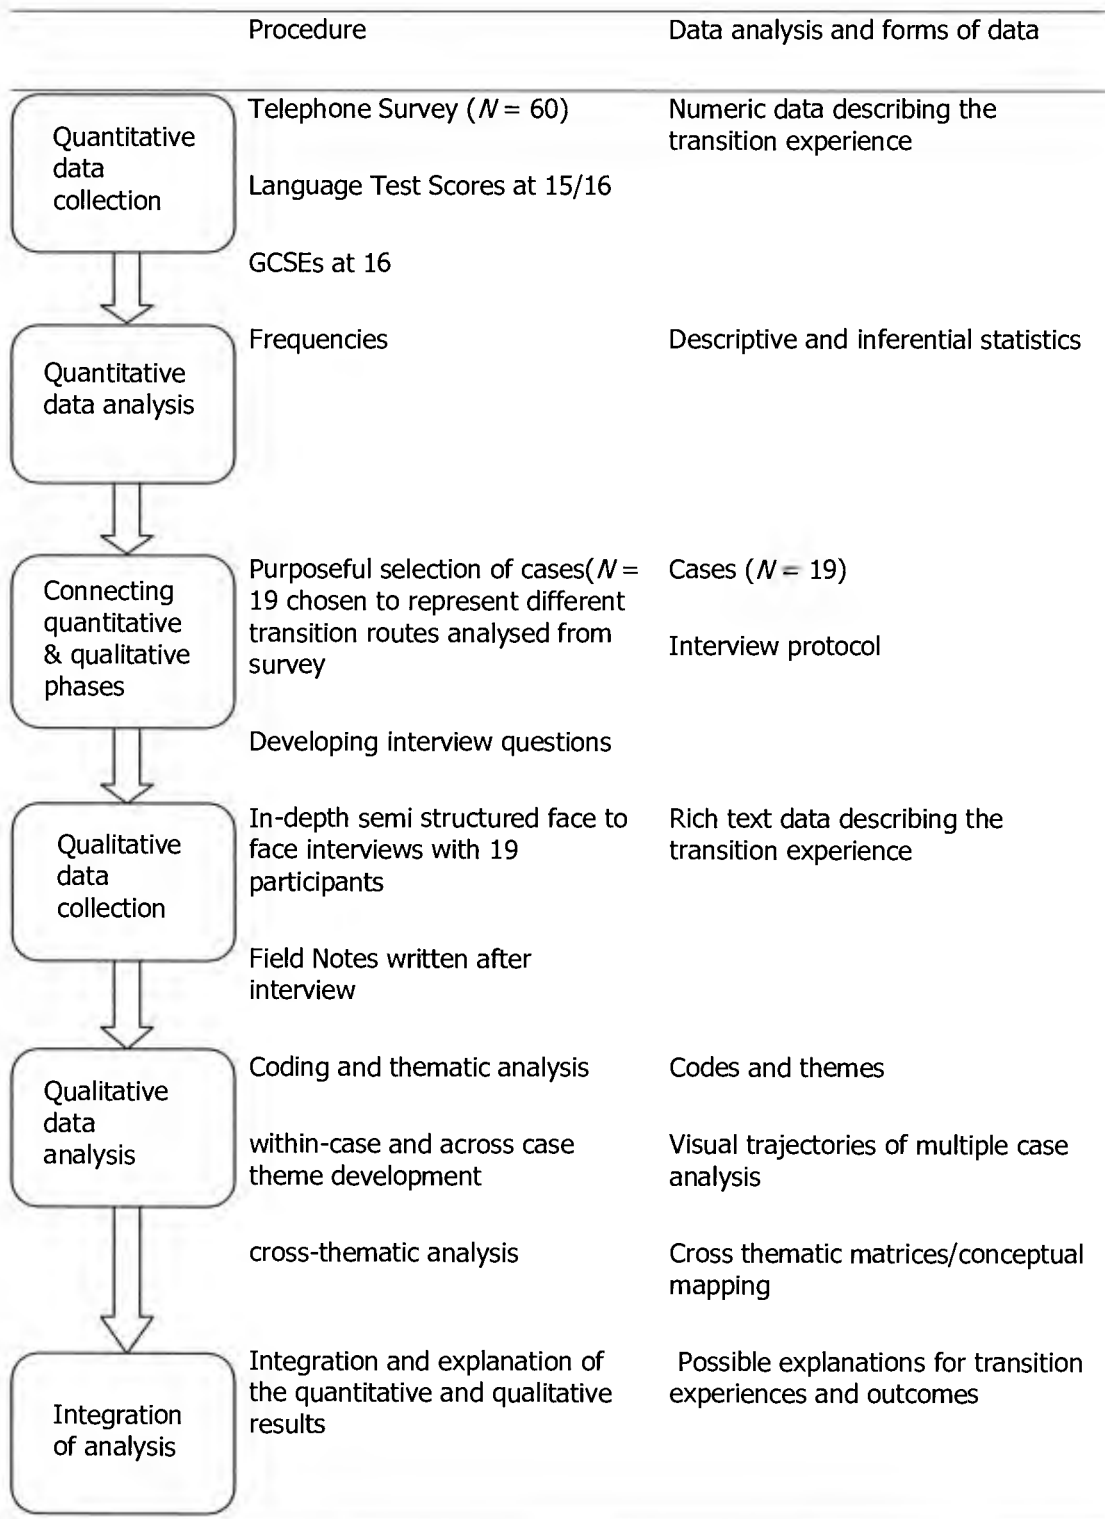 Procedure
Data analysis and forms of data
Quantitative
data
collection
Telephone Survey (N = 60)
Numeric data describing the
transition experience
Language Test Scores at 15/16
GCSEs at 16
Quantitative
data analysis
Frequencies
Descriptive and inferential statistics
Connecting
quantitative
& qualitative
phases
Purposeful selection of cases(N =
19 chosen to represent different
transition routes analysed from
survey
Cases (N = 19)
Interview protocol
Developing interview questions
Qualitative
data
collection
In-depth semi structured face to
face interviews with 19
participants
Rich text data describing the
transition experience
Field Notes written after
interview
Qualitative
data
analysis
Coding and thematic analysis
Codes and themes
within-case and across case
theme development
Visual trajectories of multiple case
analysis
cross-thematic analysis
Cross thematic matrices/conceptual
mapping
Integration
of analysis
Integration and explanation of
the quantitative and qualitative
results
Possible explanations for transition
experiences and outcomes